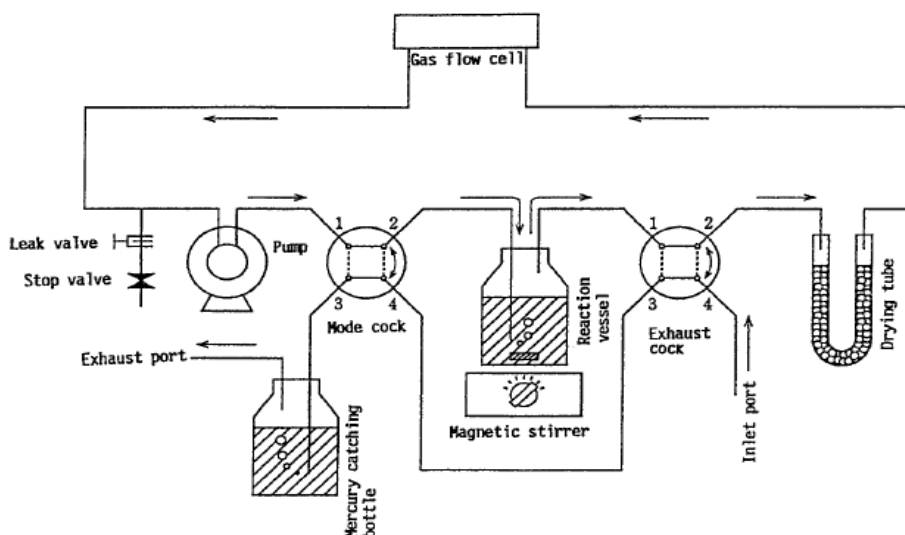 Gas flow cell
1 2
1 2
Leak valve
Pump
Stop valve
3 4
Mode cock
3 4
Exhaust
cock
Reaction
vessel
Drying tube
Exhaust port
Magnetic stirrer
Inlet port
Mercury catching
bottle